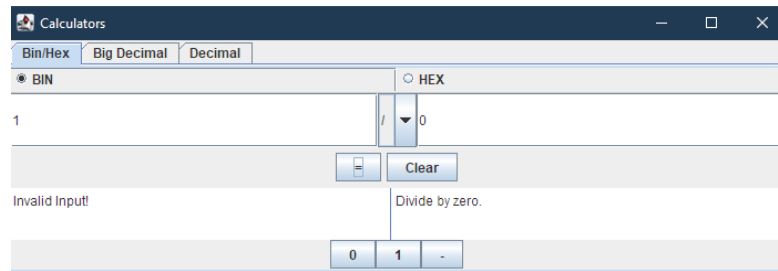 Calculators
Bin/Hex Big Decimal Decimal
BIN HEX
1 / 0
= Clear
Invalid Input! Divide by zero.
0 1 -